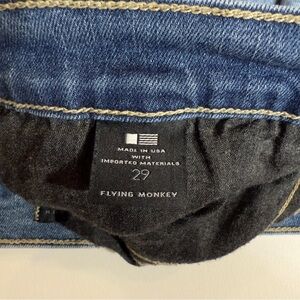 MADE IN USA
WITH
IMPORTED MATERIALS
29
FLYING MONKEY